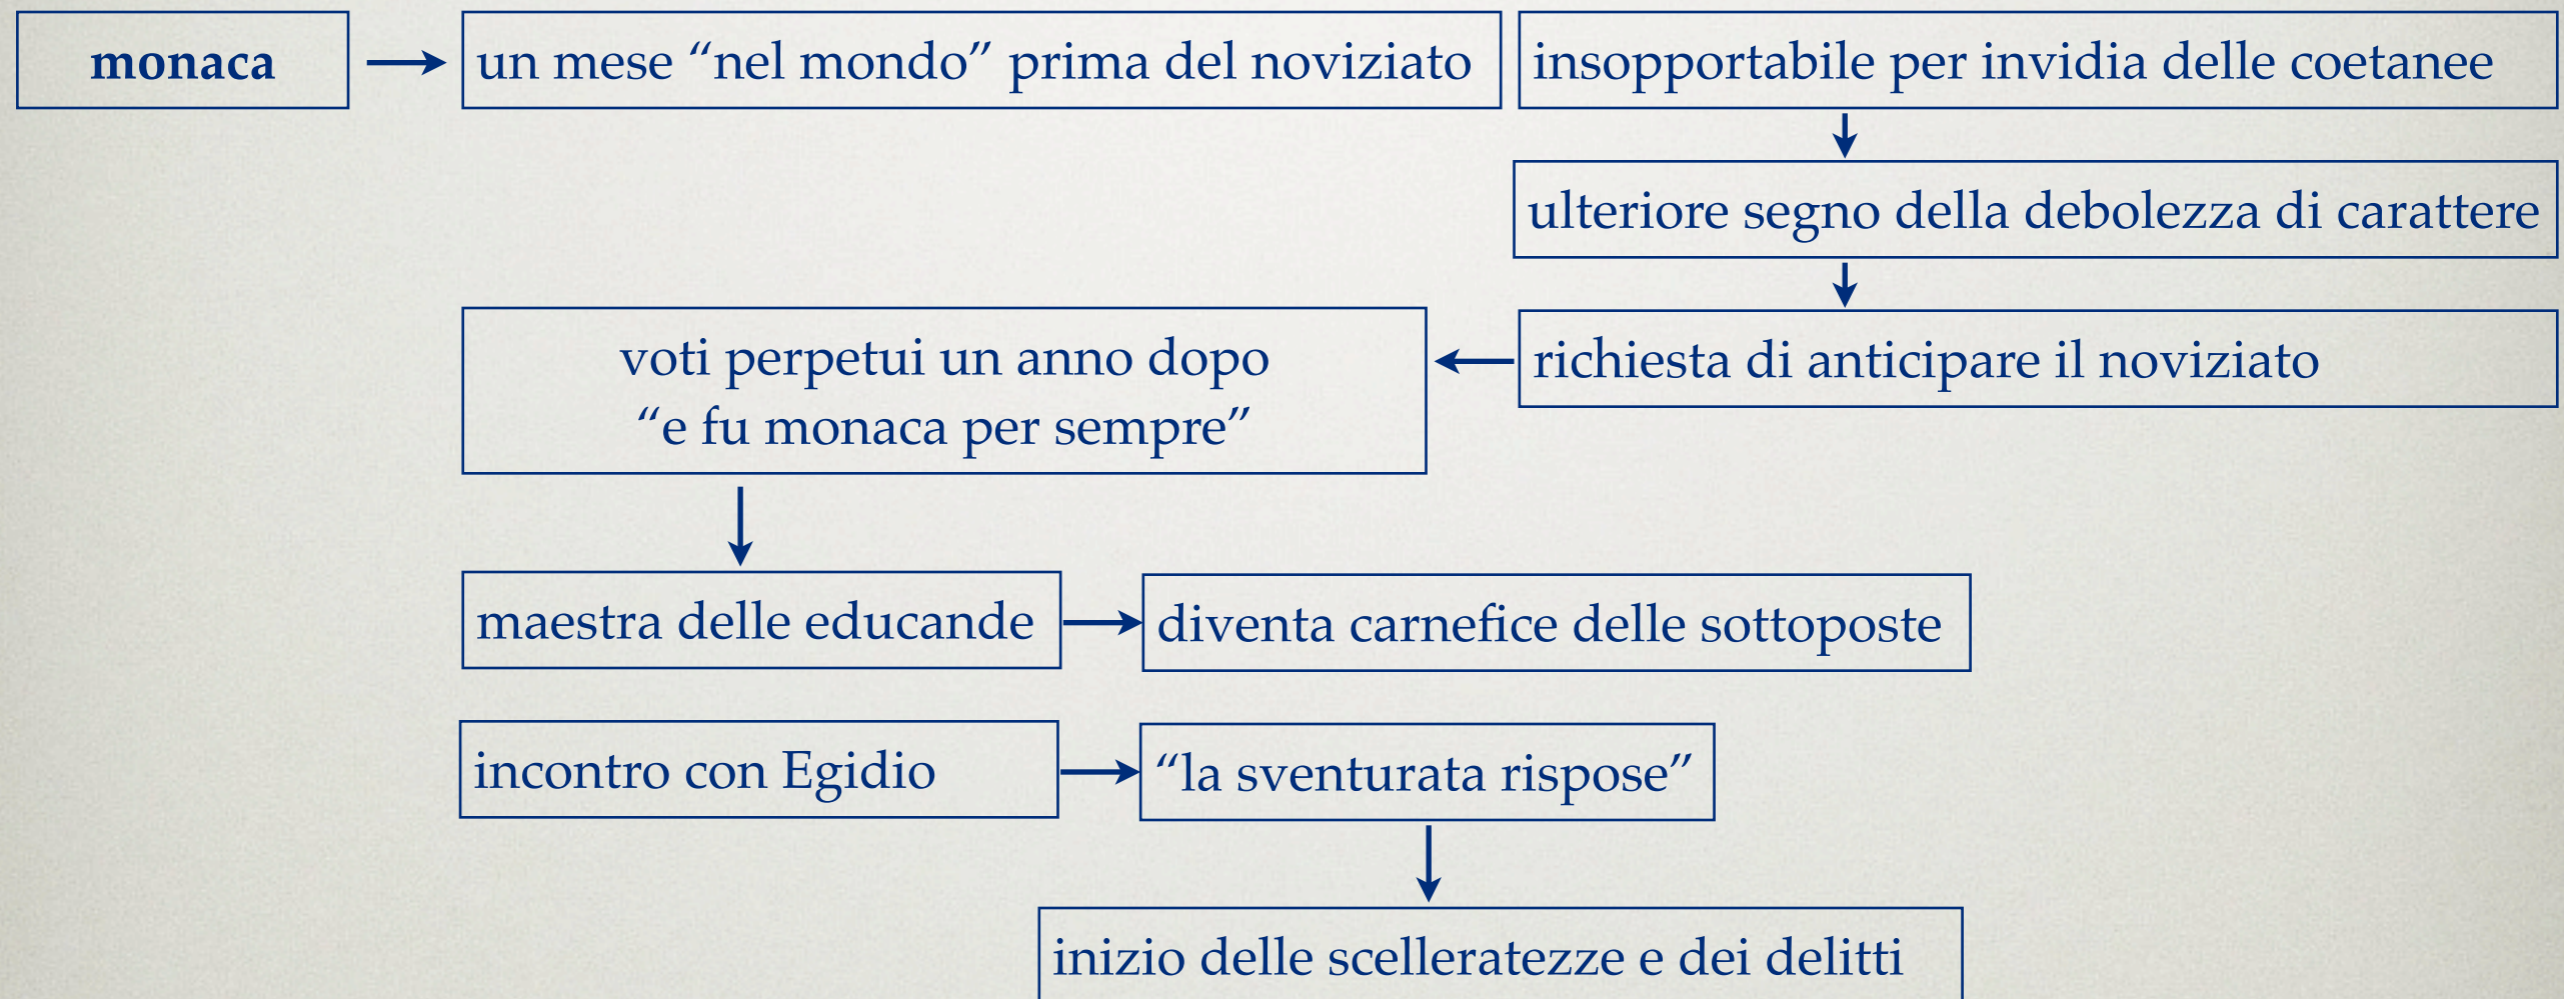 monaca
un mese “nel mondo” prima del noviziato
insopportabile per invidia delle coetanee
ulteriore segno della debolezza di carattere
richiesta di anticipare il noviziato
voti perpetui un anno dopo
“e fu monaca per sempre”
maestra delle educande
diventa carnefice delle sottoposte
incontro con Egidio
“la sventurata rispose”
inizio delle scelleratezze e dei delitti